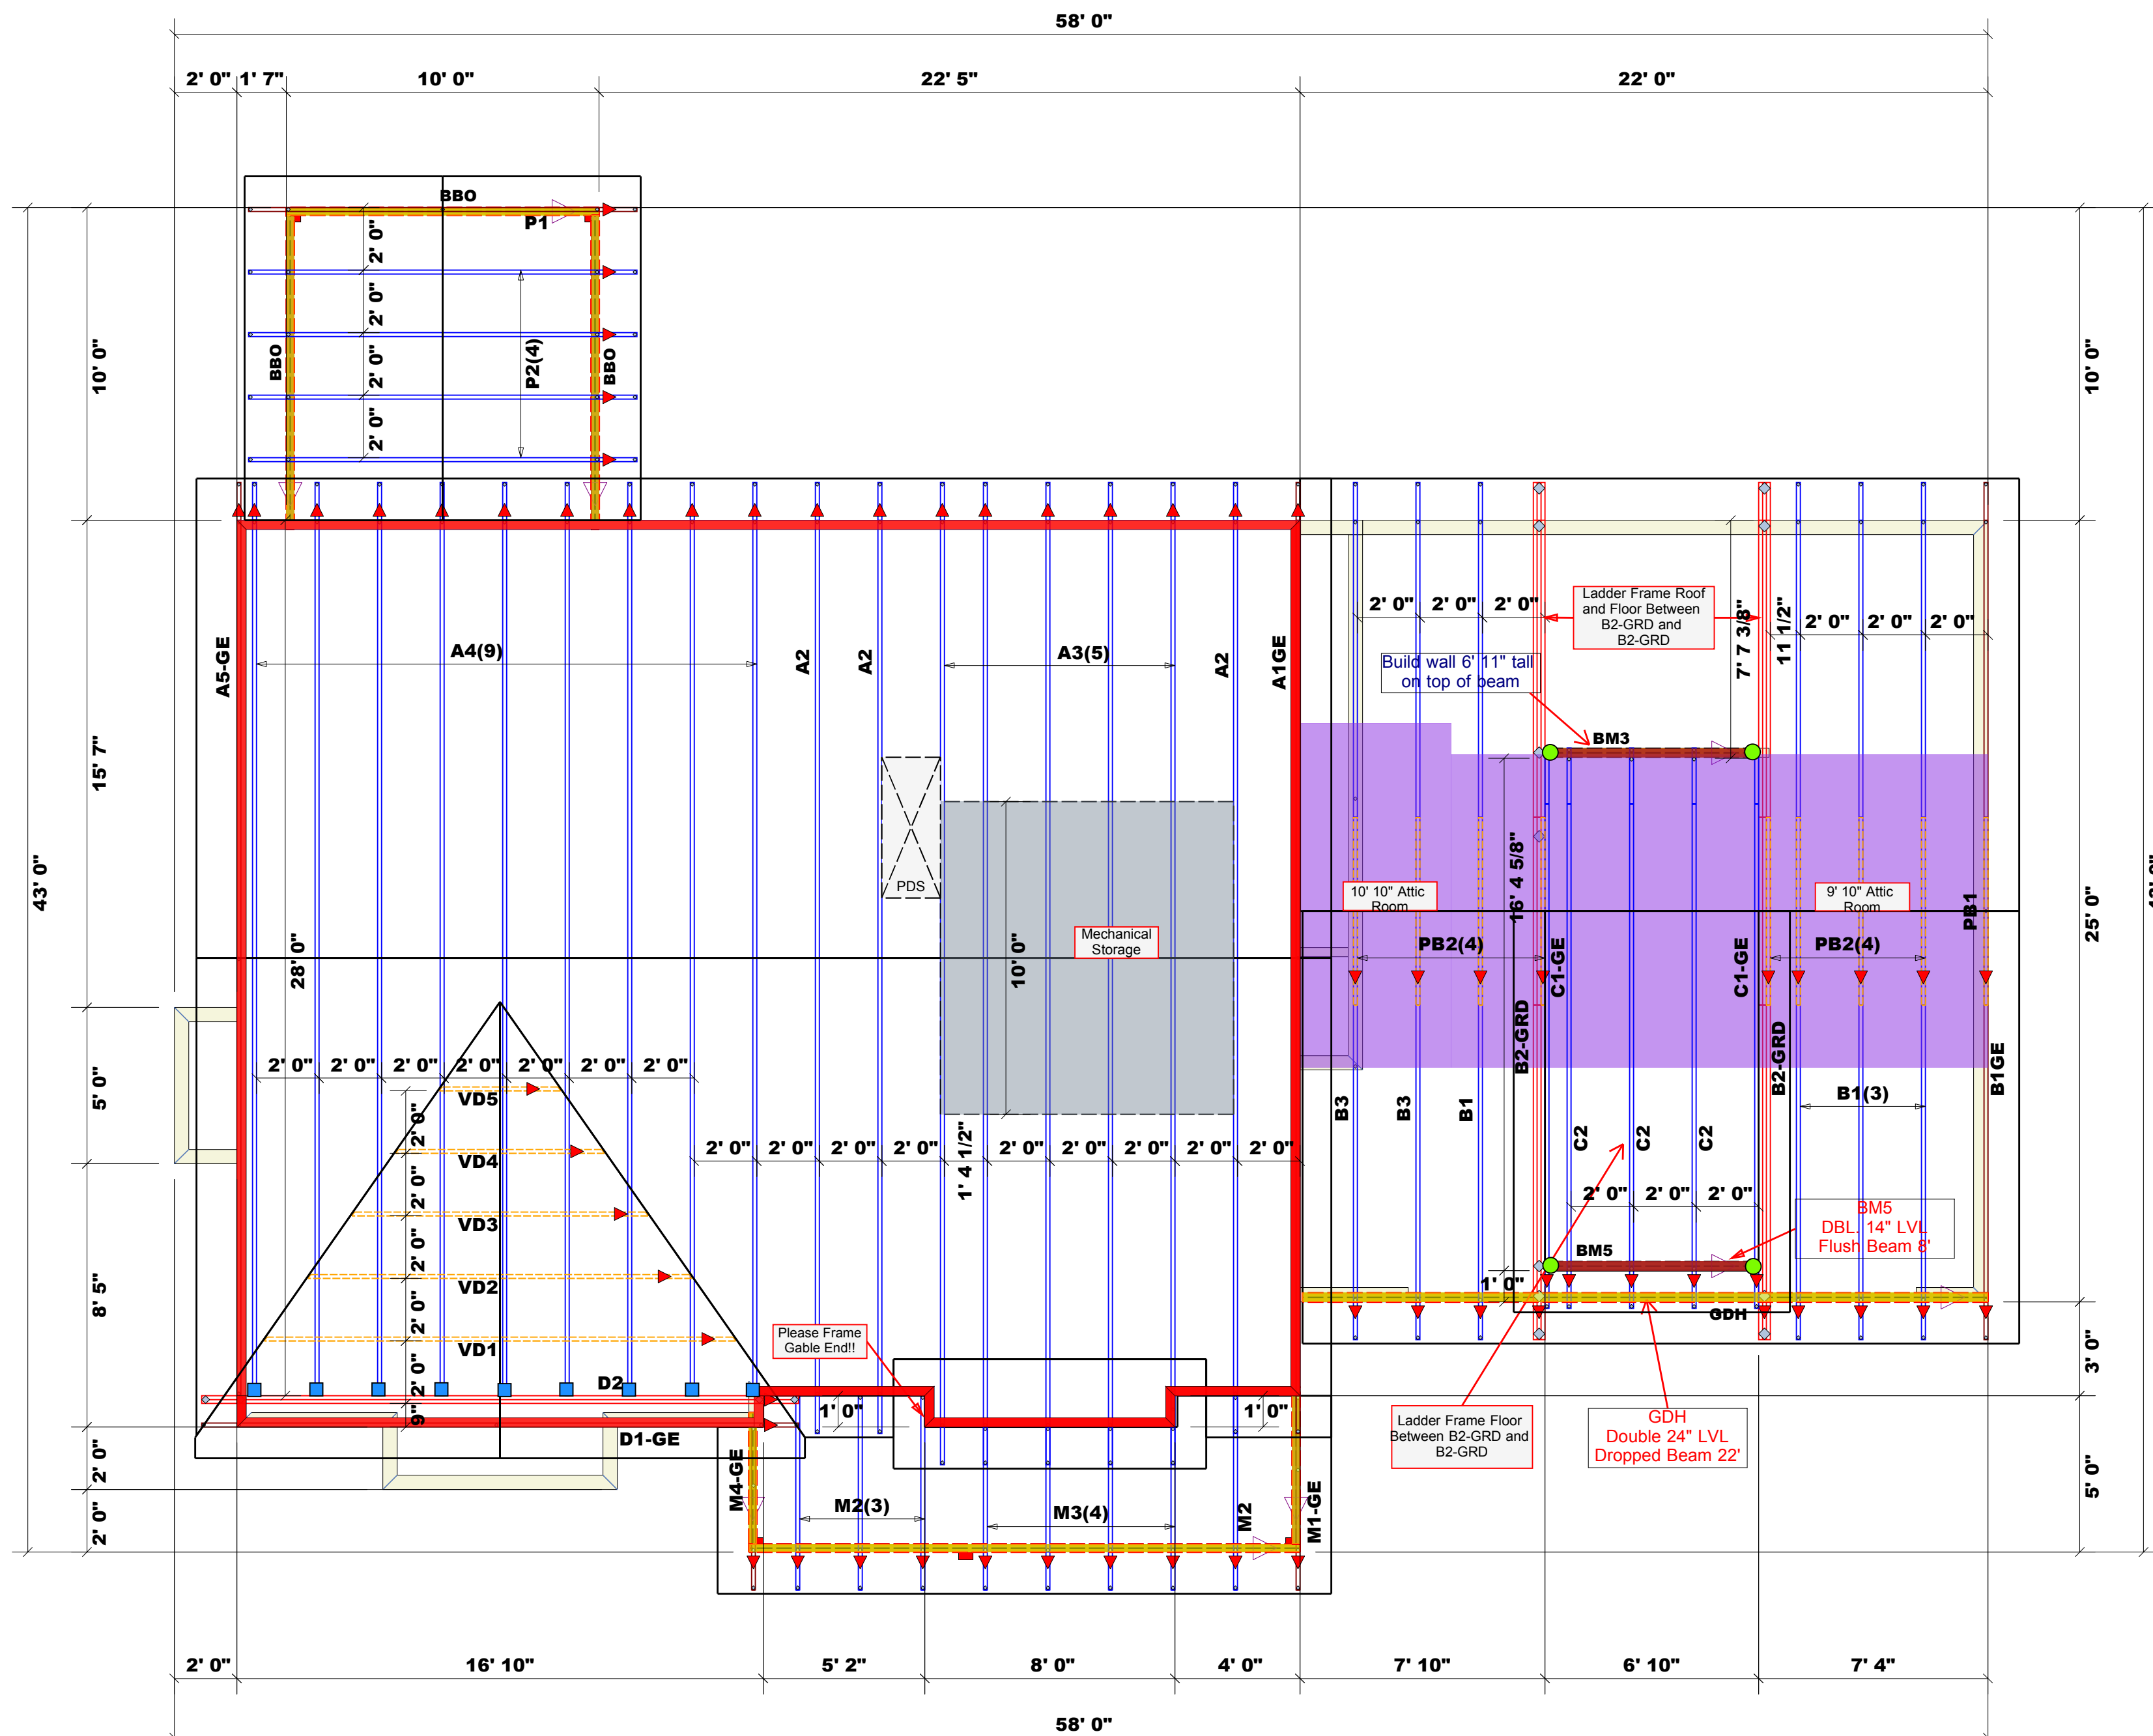 58' 0"
2' 0" 1' 7" 10' 0" 22' 5" 22' 0"
BBO
P1
2' 0"
2' 0"
2' 0"
2' 0"
BBO
P2(4)
BBO
10' 0"
10' 0"
43' 0"
15' 7"
5' 0"
8' 5"
2' 0"
2' 0"
A5-GE
A4(9)
A2
A2
A3(5)
A2
A1GE
28' 0"
PDS
Mechanical
Storage
10' 0"
2' 0" 2' 0" 2' 0" 2' 0" 2' 0" 2' 0" 2' 0"
VD5
2' 0"
VD4
2' 0"
VD3
2' 0"
VD2
2' 0"
VD1
2' 0"
9"
D2
D1-GE
2' 0" 2' 0" 2' 0" 2' 0" 1' 4 1/2" 2' 0" 2' 0" 2' 0" 2' 0" 2' 0"
Please Frame
Gable End!!
1' 0"
1' 0"
M4-GE
M2(3)
M3(4)
M2
M1-GE
2' 0" 2' 0" 2' 0"
Ladder Frame Roof
and Floor Between
B2-GRD and
B2-GRD
7' 7 3/8"
11 1/2"
2' 0" 2' 0" 2' 0"
Build wall 6' 11" tall
on top of beam
BM3
10' 10" Attic
Room
16' 4 5/8"
9' 10" Attic
Room
PB1
PB2(4)
C1-GE
C1-GE
PB2(4)
B2-GRD
B2-GRD
B1GE
B3
B3
B1
C2
C2
C2
B1(3)
2' 0" 2' 0" 2' 0"
BM5
DBL. 14" LVL
Flush Beam 8'
BM5
1' 0"
GDH
Ladder Frame Floor
Between B2-GRD and
B2-GRD
GDH
Double 24" LVL
Dropped Beam 22'
25' 0"
3' 0"
5' 0"
2' 0" 16' 10" 5' 2" 8' 0" 4' 0" 7' 10" 6' 10" 7' 4"
58' 0"